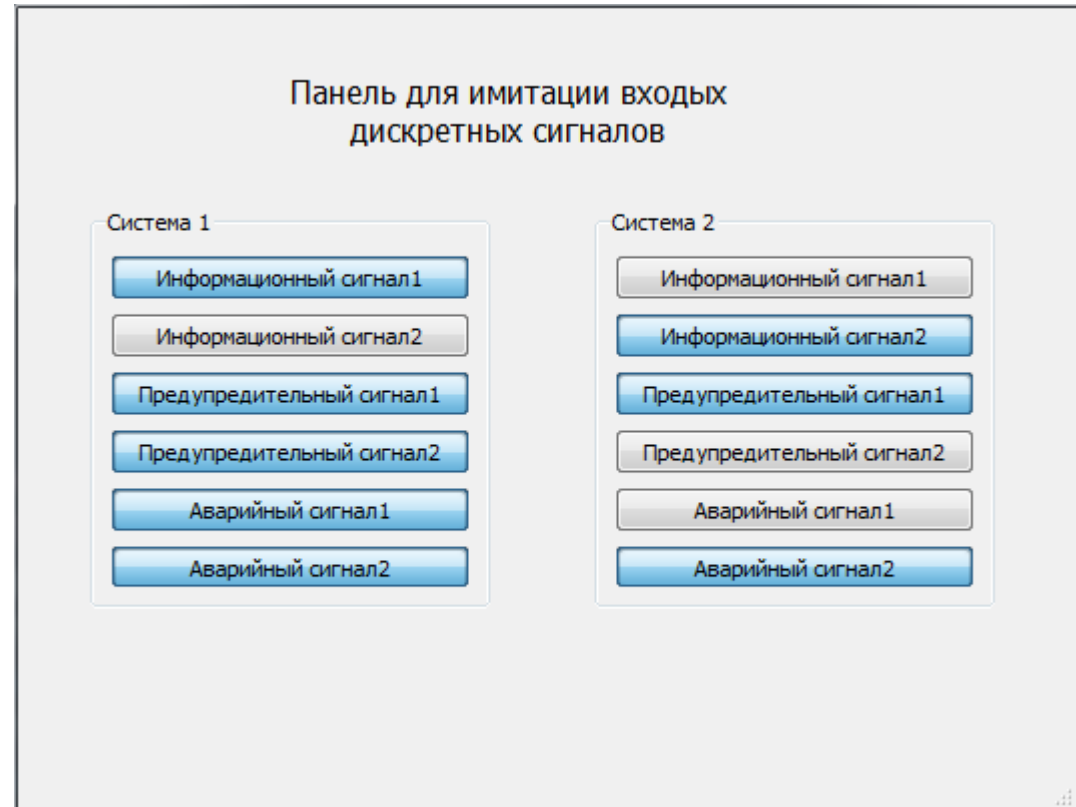 Панель для имитации входых
дискретных сигналов
Система 1
Информационный сигнал1
Информационный сигнал2
Предупредительный сигнал1
Предупредительный сигнал2
Аварийный сигнал1
Аварийный сигнал2
Система 2
Информационный сигнал1
Информационный сигнал2
Предупредительный сигнал1
Предупредительный сигнал2
Аварийный сигнал1
Аварийный сигнал2